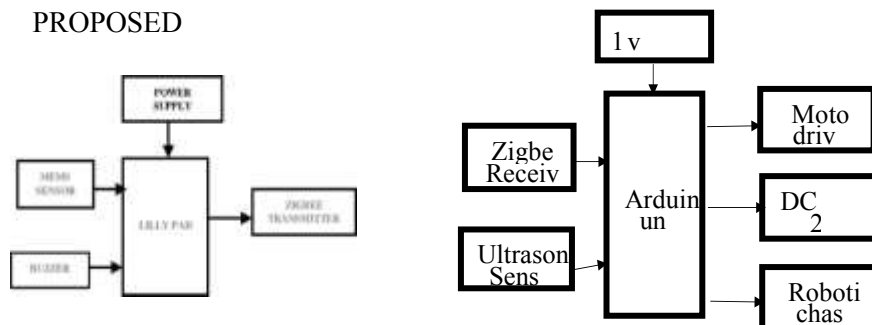 PROPOSED
POWER
SUPPLY
MEMS
SENSOR
LILLY PAD
ZIGBEE
TRANSMITTER
BUZZER
1 v
Zigbe
Receiv
Ultrason
Sens
Arduin
un
Moto
driv
DC
2
Roboti
chas